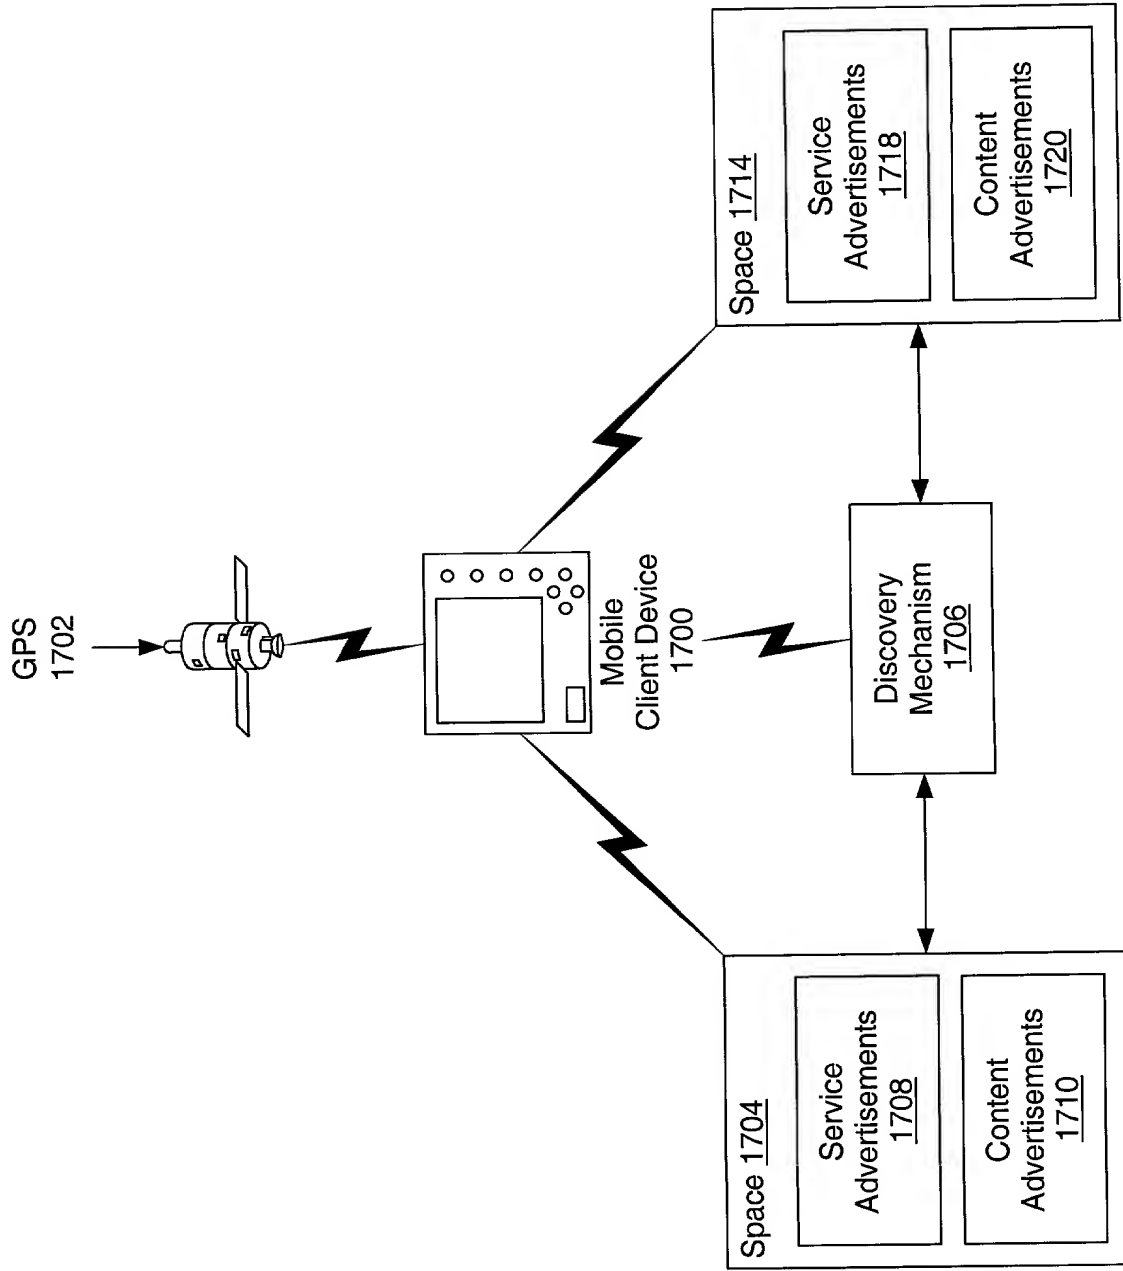 GPS
1702
Mobile
Client Device
1700
Discovery
Mechanism
1706
Space 1704
Service
Advertisements
1708
Content
Advertisements
1710
Space 1714
Service
Advertisements
1718
Content
Advertisements
1720